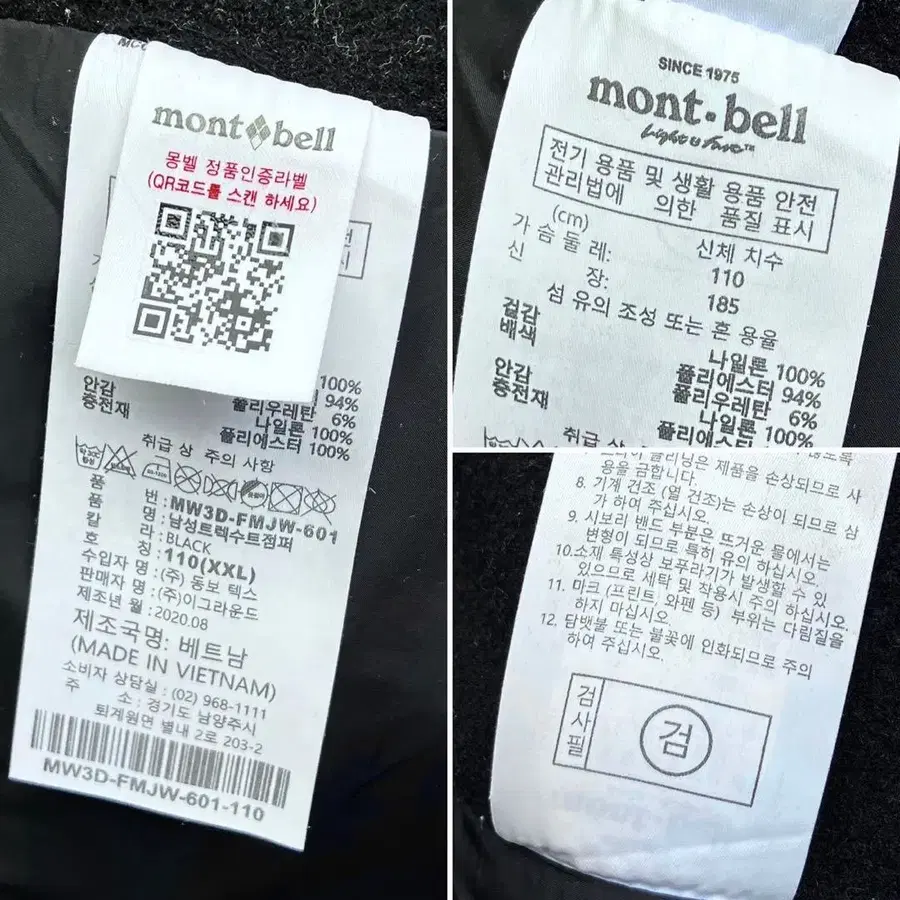 mont bell
몽벨 정품인증라벨
(QR코드를 스캔 하세요)
100%
폴리에스터 94%
안감 폴리우레탄 6%
충전재 나일론 100%
폴리에스터 100%
취급 상 주의 사항
품 번: MW3D-FMJW-601
품 명: 남성트렉수트점퍼
칼 라: BLACK
호 칭: 110(XXL)
수입자 명: (주) 동보 텍스
판매자 명: (주)이그라운드
제조년 월: 2020.08
제조국명: 베트남
(MADE IN VIETNAM)
소비자 상담실 : (02) 968-1111
주 소 : 경기도 남양주시
퇴계원면 별내 2로 203-2
MW3D-FMJW-601-110
SINCE 1975
mont-bell
Light & Fast™
전기 용품 및 생활 용품 안전
관리법에 의한 품질 표시
(cm) 신체 치수
가 슴 둘 레: 110
신 장: 185
섬 유의 조성 또는 혼 용율
겉감 나일론 100%
배색 폴리에스터 94%
폴리우레탄 6%
안감 나일론 100%
충전재 폴리에스터 100%
취급 상
용을 금합니다.
8. 기계 건조 (열 건조)는 손상이 되므로 삼
가 하여 주십시오.
9. 시보리 밴드 부분은 뜨거운 물에서는
변형이 되므로 특히 유의 하십시오.
10.소재 특성상 보푸라기가 발생할 수
있으므로 세탁 및 착용시 주의 하십시오.
11. 마크 (프린트, 와펜 등) 부위는 다림질을
하지 마십시오.
12. 담뱃불 또는 불꽃에 인화되므로 주의
하여 주십시오.
검사필
검